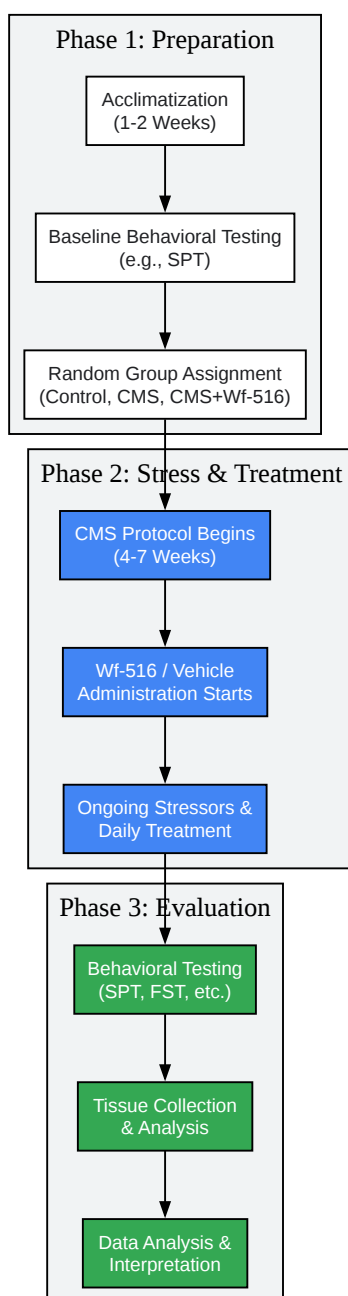 Phase 1: Preparation
Acclimatization
(1-2 Weeks)
Baseline Behavioral Testing
(e.g., SPT)
Random Group Assignment
(Control, CMS, CMS+Wf-516)
Phase 2: Stress & Treatment
CMS Protocol Begins
(4-7 Weeks)
Wf-516 / Vehicle
Administration Starts
Ongoing Stressors &
Daily Treatment
Phase 3: Evaluation
Behavioral Testing
(SPT, FST, etc.)
Tissue Collection
& Analysis
Data Analysis &
Interpretation